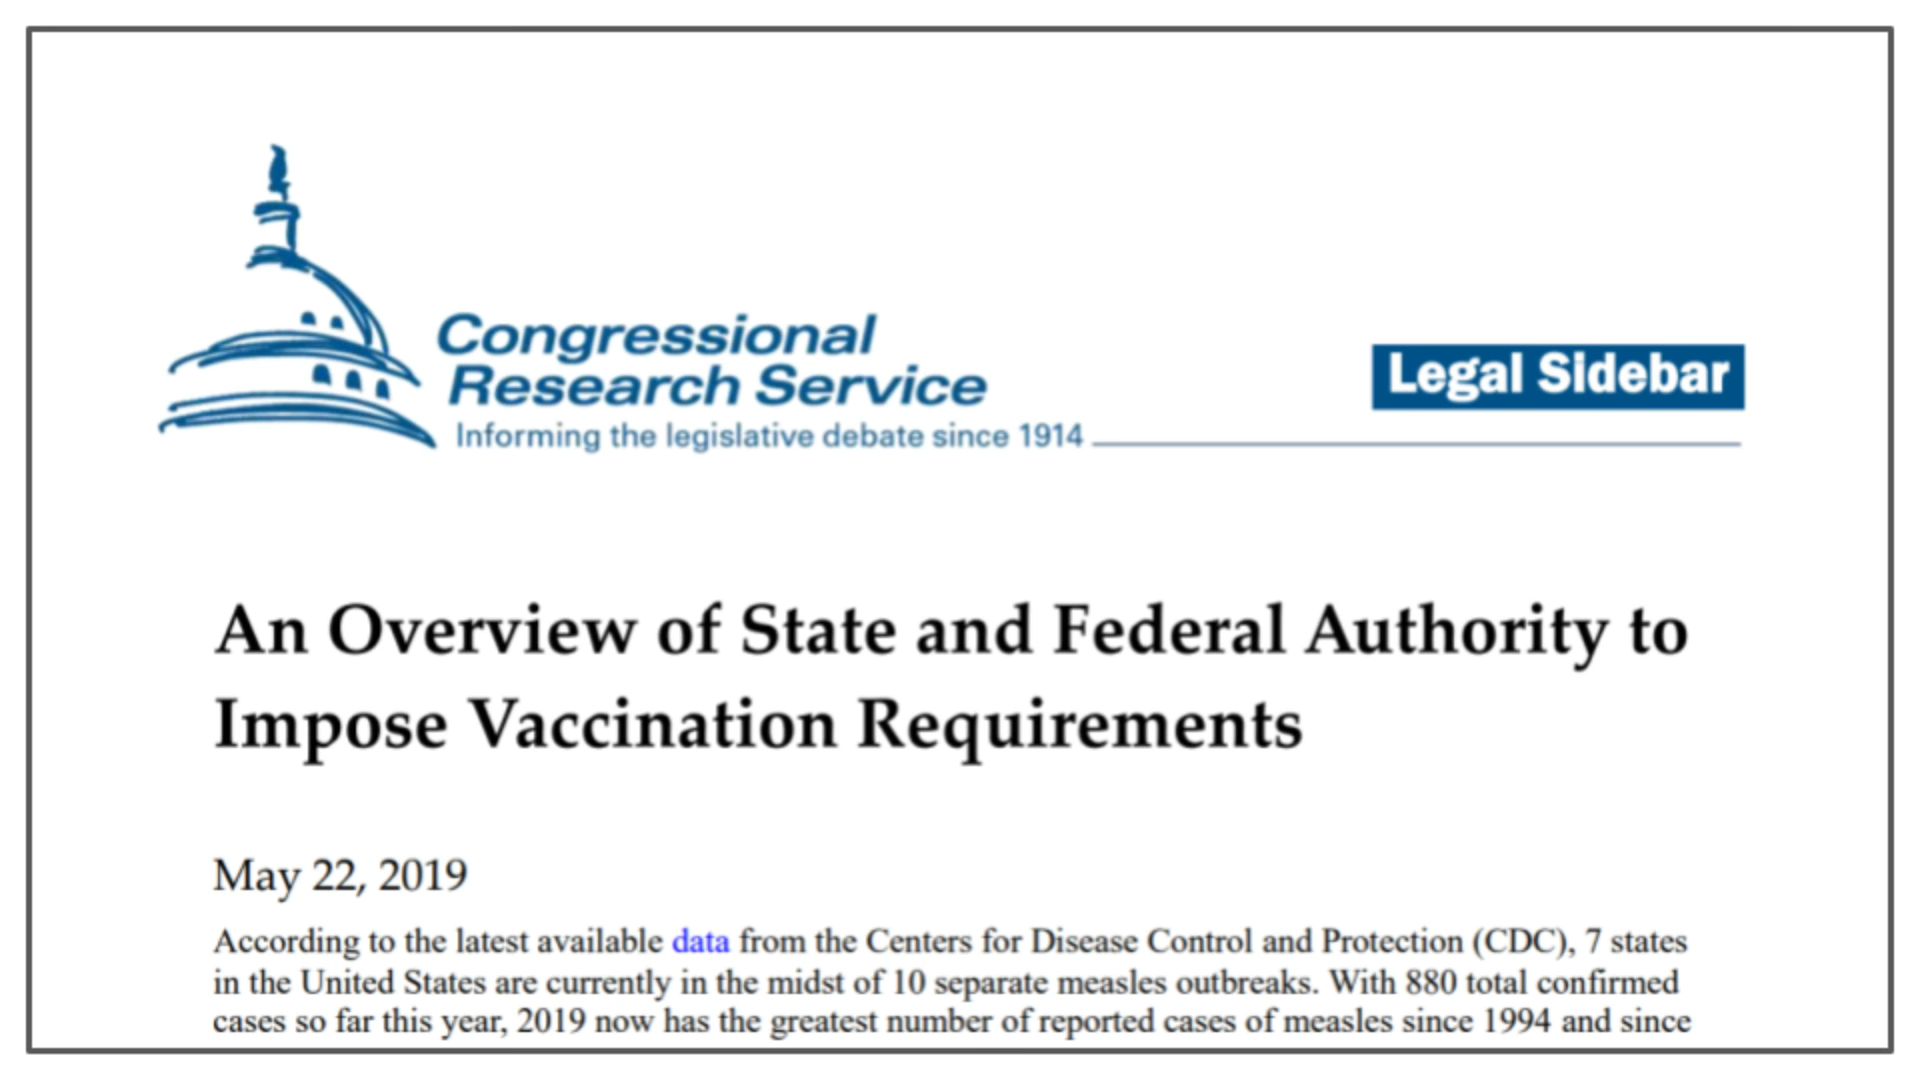 Congressional
Research Service
Informing the legislative debate since 1914
Legal Sidebar
An Overview of State and Federal Authority to
Impose Vaccination Requirements
May 22, 2019
According to the latest available data from the Centers for Disease Control and Protection (CDC), 7 states
in the United States are currently in the midst of 10 separate measles outbreaks. With 880 total confirmed
cases so far this year, 2019 now has the greatest number of reported cases of measles since 1994 and since